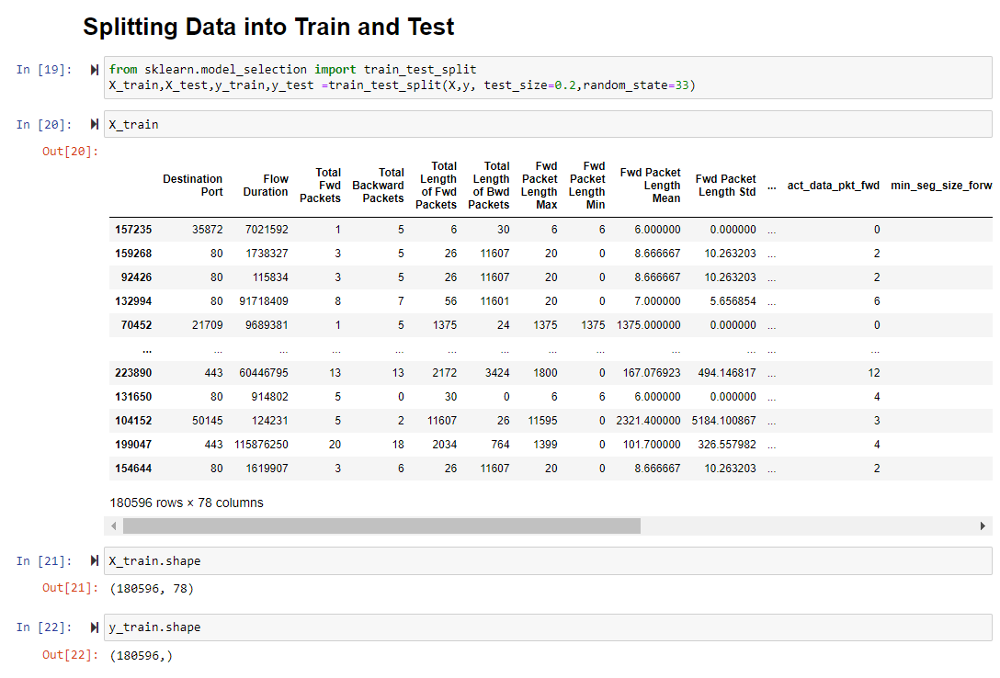 Splitting Data into Train and Test
In [19]:
from sklearn.model_selection import train_test_split
X_train,X_test,y_train,y_test =train_test_split(X,y, test_size=0.2,random_state=33)
In [20]:
X_train
Out[20]:
Destination Port Flow Duration Total Fwd Packets Total Backward Packets Total Length of Fwd Packets Total Length of Bwd Packets Fwd Packet Length Max Fwd Packet Length Min Fwd Packet Length Mean Fwd Packet Length Std ... act_data_pkt_fwd min_seg_size_forw
157235 35872 7021592 1 5 6 30 6 6 6.000000 0.000000 ... 0
159268 80 1738327 3 5 26 11607 20 0 8.666667 10.263203 ... 2
92426 80 115834 3 5 26 11607 20 0 8.666667 10.263203 ... 2
132994 80 91718409 8 7 56 11601 20 0 7.000000 5.656854 ... 6
70452 21709 9689381 1 5 1375 24 1375 1375 1375.000000 0.000000 ... 0
... ... ... ... ... ... ... ... ... ... ... ... ...
223890 443 60446795 13 13 2172 3424 1800 0 167.076923 494.146817 ... 12
131650 80 914802 5 0 30 0 6 6 6.000000 0.000000 ... 4
104152 50145 124231 5 2 11607 26 11595 0 2321.400000 5184.100867 ... 3
199047 443 115876250 20 18 2034 764 1399 0 101.700000 326.557982 ... 4
154644 80 1619907 3 6 26 11607 20 0 8.666667 10.263203 ... 2
180596 rows × 78 columns
In [21]:
X_train.shape
Out[21]:
(180596, 78)
In [22]:
y_train.shape
Out[22]:
(180596,)